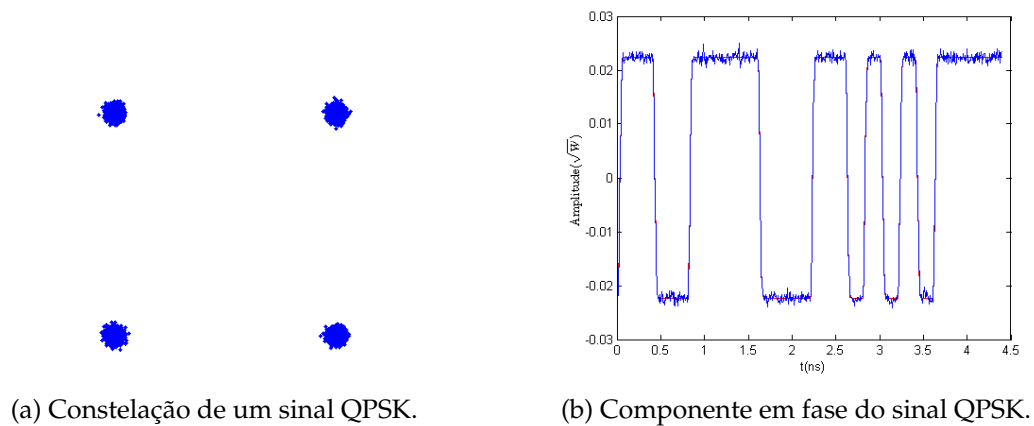 0.03
0.02
0.01
0
-0.01
-0.02
-0.03
Amplitude(√W)
0 0.5 1 1.5 2 2.5 3 3.5 4 4.5
t(ns)
(a) Constelação de um sinal QPSK.
(b) Componente em fase do sinal QPSK.